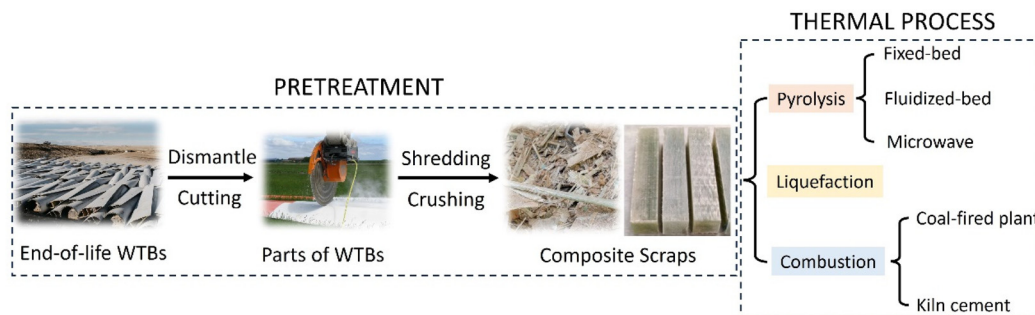 THERMAL PROCESS
PRETREATMENT
Dismantle
Cutting
Shredding
Crushing
End-of-life WTBs
Parts of WTBs
Composite Scraps
Pyrolysis
Fixed-bed
Fluidized-bed
Microwave
Liquefaction
Combustion
Coal-fired plant
Kiln cement